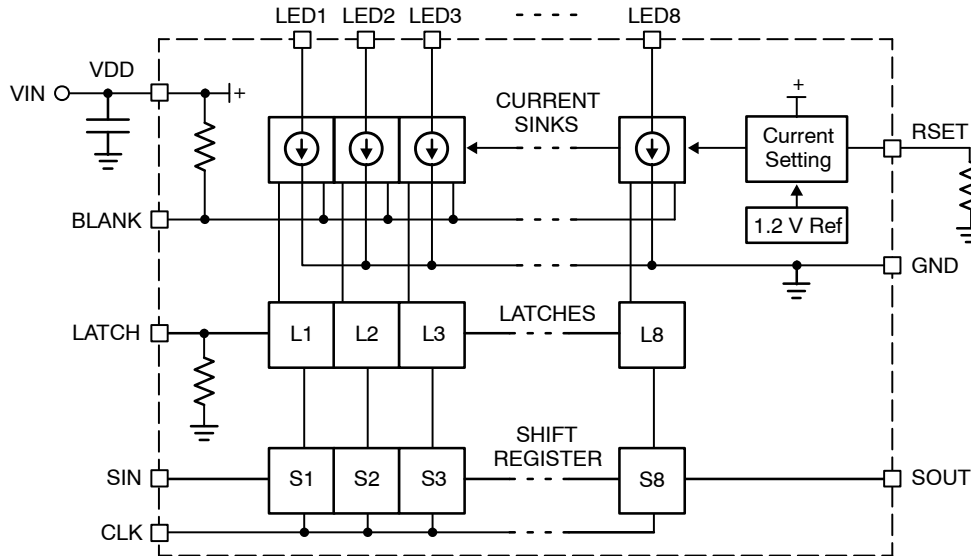 LED1 LED2 LED3 LED8
VDD
VIN
+
+
CURRENT
SINKS
Current
Setting
RSET
BLANK
1.2 V Ref
GND
LATCH
L1 L2 L3
LATCHES
L8
SHIFT
REGISTER
SIN
S1 S2 S3
S8
SOUT
CLK